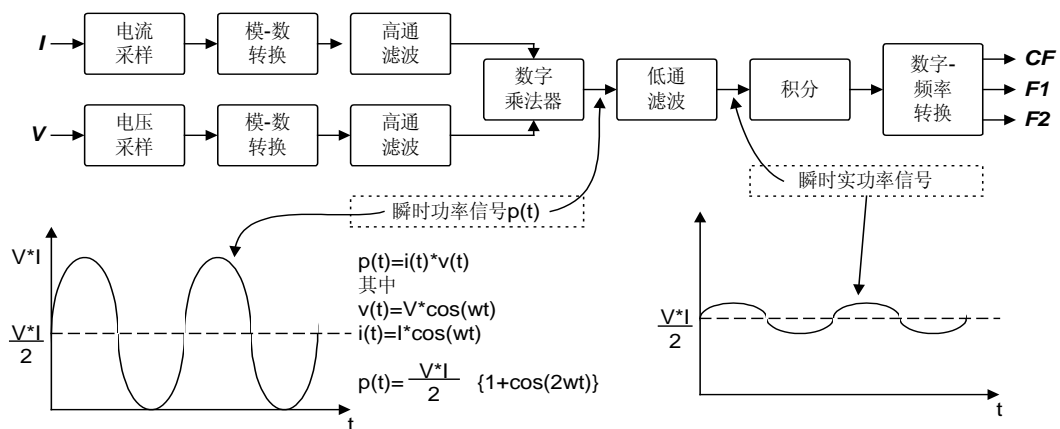 I
电流
采样
模-数
转换
高通
滤波
V
电压
采样
模-数
转换
高通
滤波
数字
乘法器
低通
滤波
积分
数字-
频率
转换
CF
F1
F2
瞬时功率信号p(t)
瞬时实功率信号
V*I
V*I
2
t
p(t)=i(t)*v(t)
其中
v(t)=V*cos(wt)
i(t)=I*cos(wt)
p(t)= V*I
2 {1+cos(2wt)}
V*I
2
t